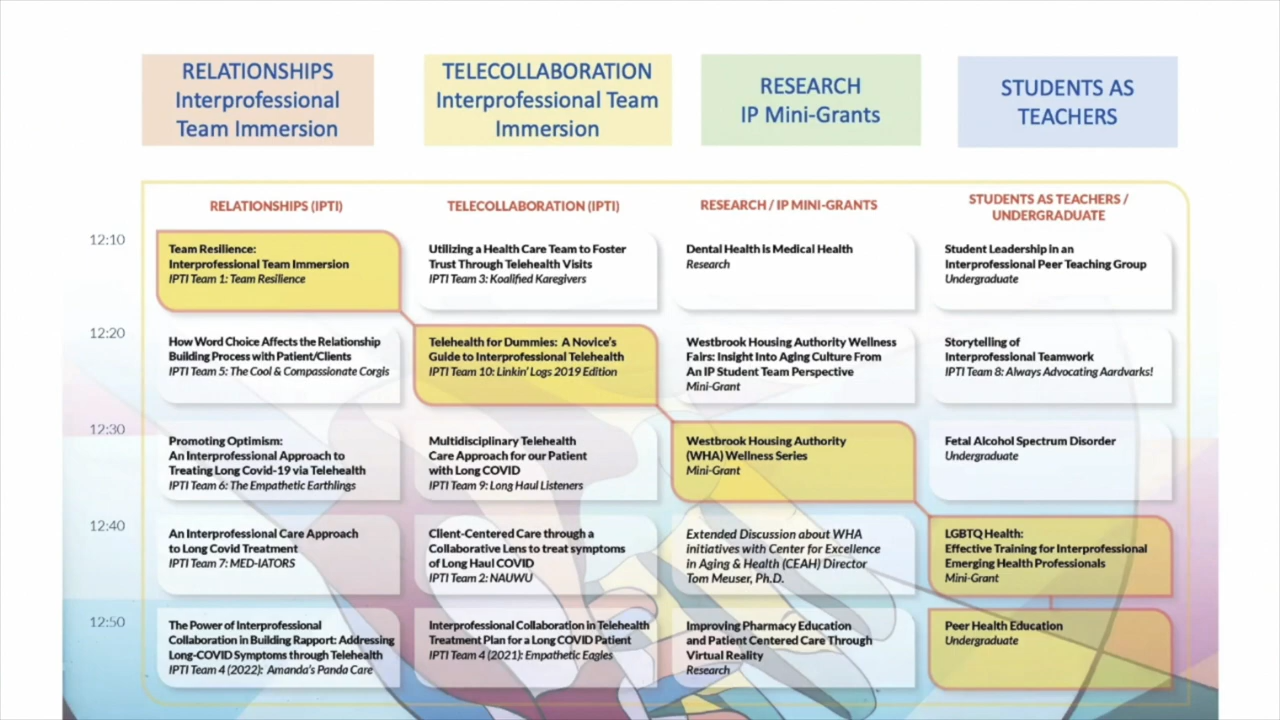 RELATIONSHIPS
Interprofessional
Team Immersion
TELECOLLABORATION
Interprofessional Team
Immersion
RESEARCH
IP Mini-Grants
STUDENTS AS
TEACHERS
RELATIONSHIPS (IPTI)
TELECOLLABORATION (IPTI)
RESEARCH / IP MINI-GRANTS
STUDENTS AS TEACHERS /
UNDERGRADUATE
12:10
Team Resilience:
Interprofessional Team Immersion
IPTI Team 1: Team Resilience
Utilizing a Health Care Team to Foster
Trust Through Telehealth Visits
IPTI Team 3: Koalified Karegivers
Dental Health is Medical Health
Research
Student Leadership in an
Interprofessional Peer Teaching Group
Undergraduate
12:20
How Word Choice Affects the Relationship
Building Process with Patient/Clients
IPTI Team 5: The Cool & Compassionate Corgis
Telehealth for Dummies: A Novice's
Guide to Interprofessional Telehealth
IPTI Team 10: Linkin' Logs 2019 Edition
Westbrook Housing Authority Wellness
Fairs: Insight Into Aging Culture From
An IP Student Team Perspective
Mini-Grant
Storytelling of
Interprofessional Teamwork
IPTI Team 8: Always Advocating Aardvarks!
12:30
Promoting Optimism:
An Interprofessional Approach to
Treating Long Covid-19 via Telehealth
IPTI Team 6: The Empathetic Earthlings
Multidisciplinary Telehealth
Care Approach for our Patient
with Long COVID
IPTI Team 9: Long Haul Listeners
Westbrook Housing Authority
(WHA) Wellness Series
Mini-Grant
Fetal Alcohol Spectrum Disorder
Undergraduate
12:40
An Interprofessional Care Approach
to Long Covid Treatment
IPTI Team 7: MED-IATORS
Client-Centered Care through a
Collaborative Lens to treat symptoms
of Long Haul COVID
IPTI Team 2: NAUWU
Extended Discussion about WHA
initiatives with Center for Excellence
in Aging & Health (CEAH) Director
Tom Meuser, Ph.D.
LGBTQ Health:
Effective Training for Interprofessional
Emerging Health Professionals
Mini-Grant
12:50
The Power of Interprofessional
Collaboration in Building Rapport: Addressing
Long-COVID Symptoms through Telehealth
IPTI Team 4 (2022): Amanda's Panda Care
Interprofessional Collaboration in Telehealth
Treatment Plan for a Long COVID Patient
IPTI Team 4 (2021): Empathetic Eagles
Improving Pharmacy Education
and Patient Centered Care Through
Virtual Reality
Research
Peer Health Education
Undergraduate